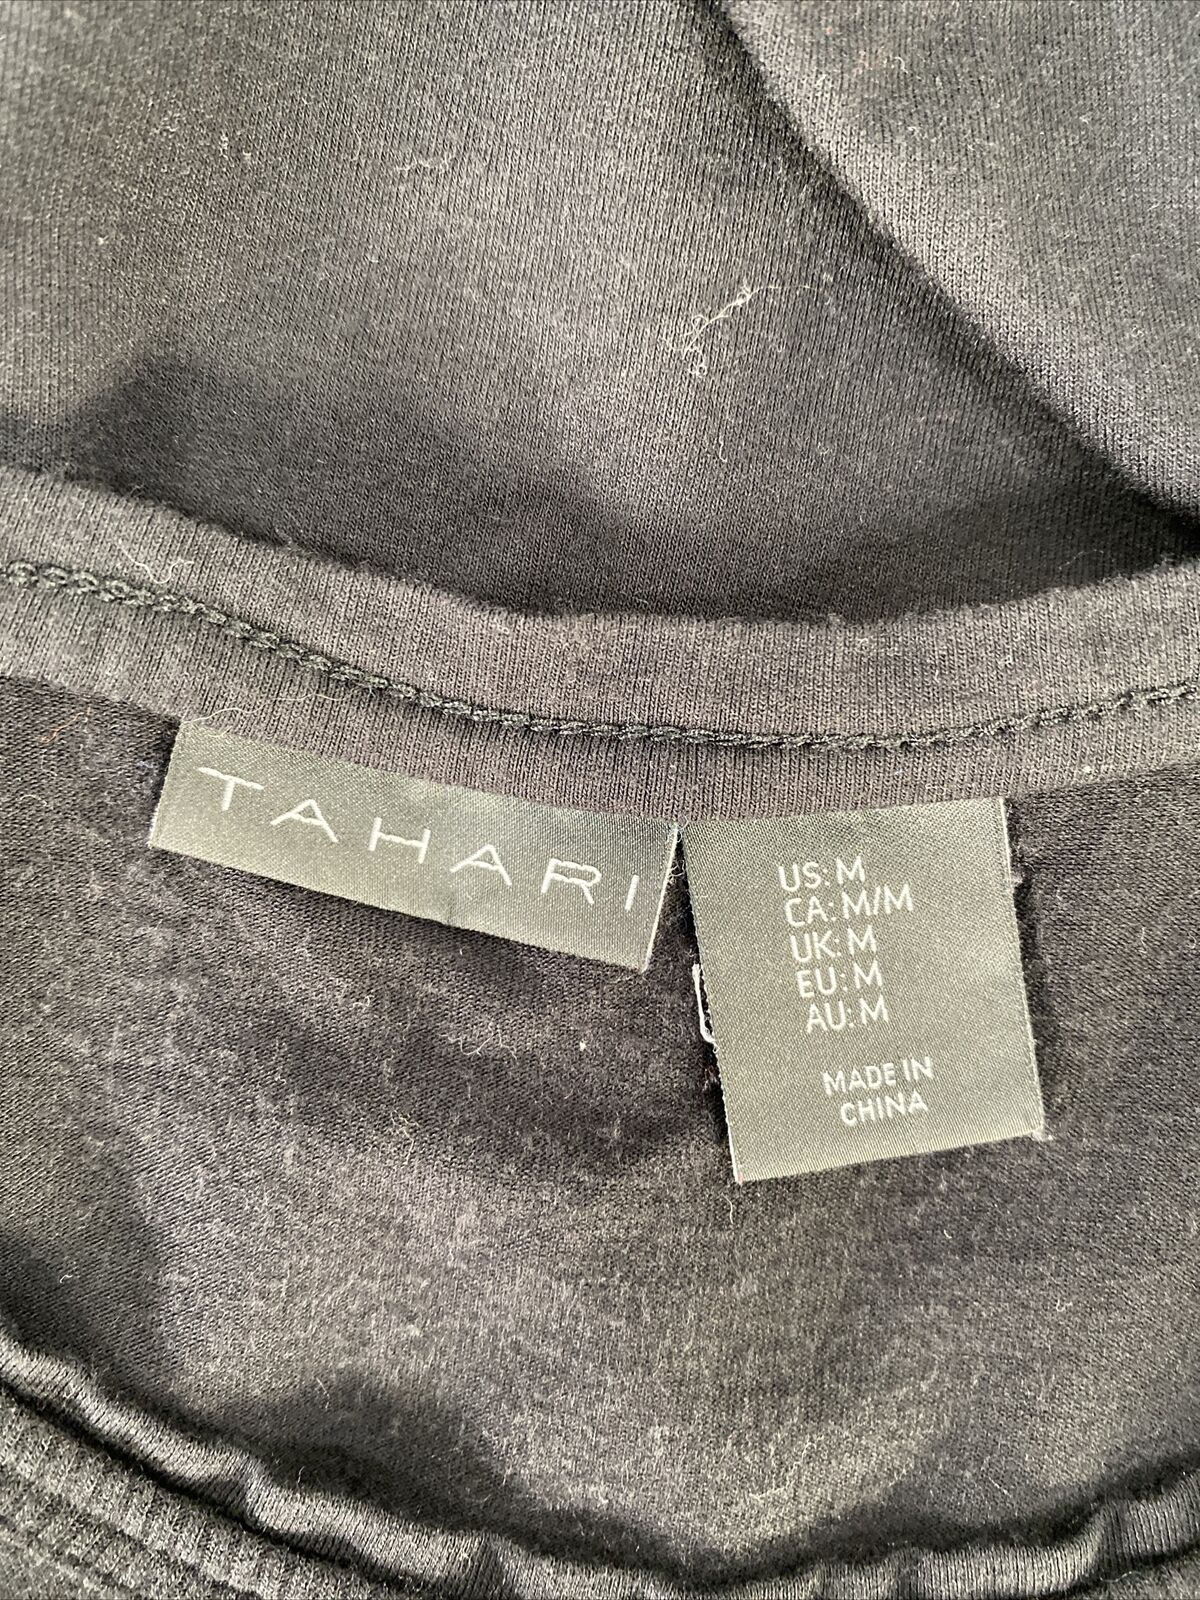 TAHARI
US: M
CA: M/M
UK: M
EU: M
AU: M
MADE IN
CHINA